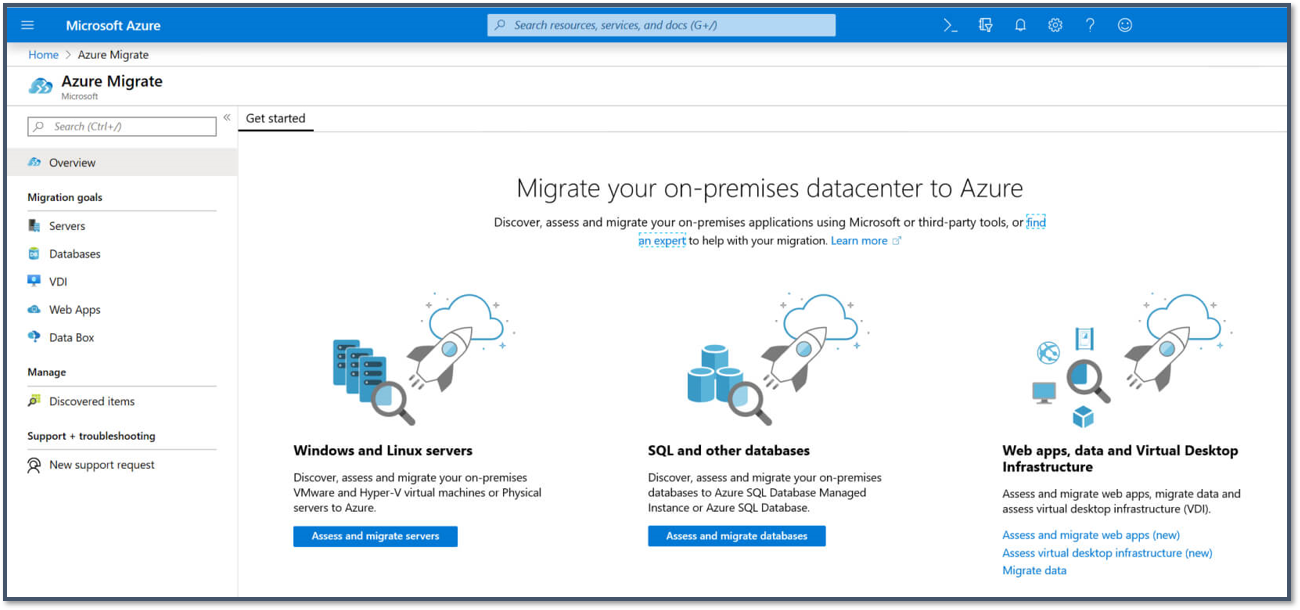 Microsoft Azure
Search resources, services, and docs (G+/)
Home > Azure Migrate
Azure Migrate
Microsoft
Search (Ctrl+/)
«
Overview
Migration goals
Servers
Databases
VDI
Web Apps
Data Box
Manage
Discovered items
Support + troubleshooting
New support request
Get started
Migrate your on-premises datacenter to Azure
Discover, assess and migrate your on-premises applications using Microsoft or third-party tools, or find
an expert to help with your migration. Learn more
Windows and Linux servers
Discover, assess and migrate your on-premises
VMware and Hyper-V virtual machines or Physical
servers to Azure.
Assess and migrate servers
SQL and other databases
Discover, assess and migrate your on-premises
databases to Azure SQL Database Managed
Instance or Azure SQL Database.
Assess and migrate databases
Web apps, data and Virtual Desktop
Infrastructure
Assess and migrate web apps, migrate data and
assess virtual desktop infrastructure (VDI).
Assess and migrate web apps (new)
Assess virtual desktop infrastructure (new)
Migrate data